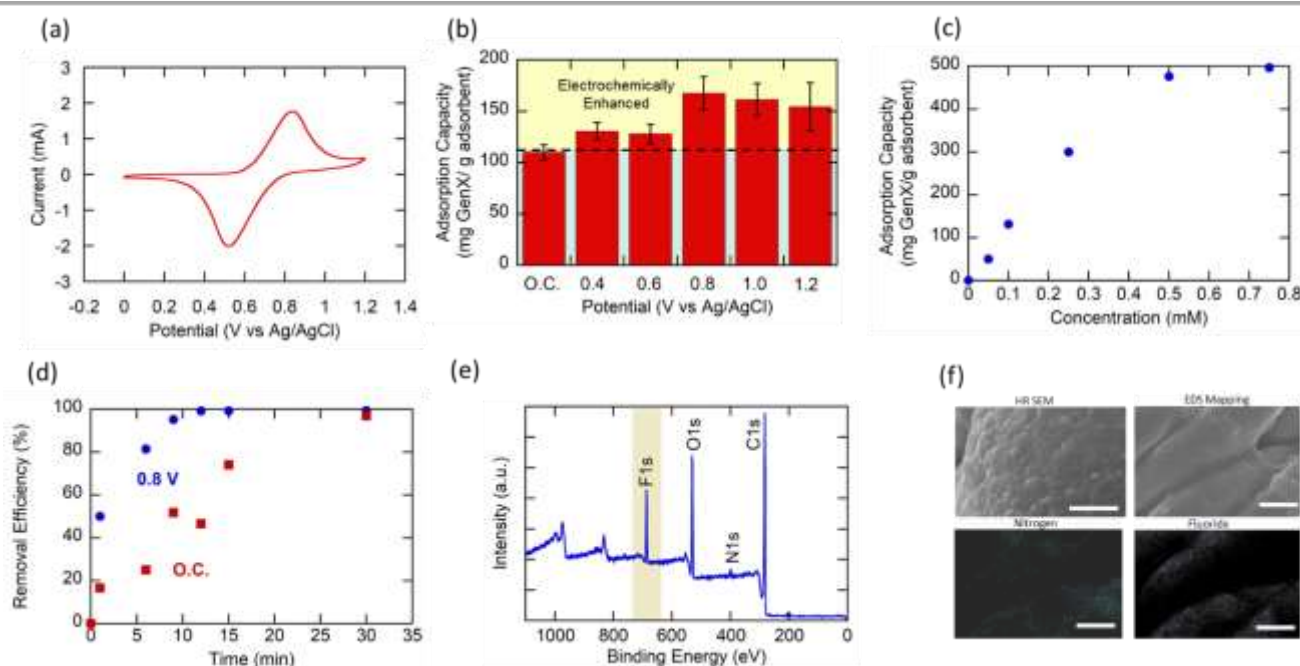 (a)
3
2
1
0
-1
-2
-3
Current (mA)
-0.2 0 0.2 0.4 0.6 0.8 1.0 1.2 1.4
Potential (V vs Ag/AgCl)
(b)
200
150
100
50
0
Adsorption Capacity
(mg GenX/ g adsorbent)
Electrochemically
Enhanced
O.C. 0.4 0.6 0.8 1.0 1.2
Potential (V vs Ag/AgCl)
(c)
500
400
300
200
100
0
Adsorption Capacity
(mg GenX/ g adsorbent)
0 0.1 0.2 0.3 0.4 0.5 0.6 0.7 0.8
Concentration (mM)
(d)
100
80
60
40
20
0
Removal Efficiency (%)
0.8 V
O.C.
0 5 10 15 20 25 30 35
Time (min)
(e)
Intensity (a.u.)
F1s
O1s
N1s
C1s
1000 800 600 400 200 0
Binding Energy (eV)
(f)
HR SEM
EDS Mapping
Nitrogen
Fluoride